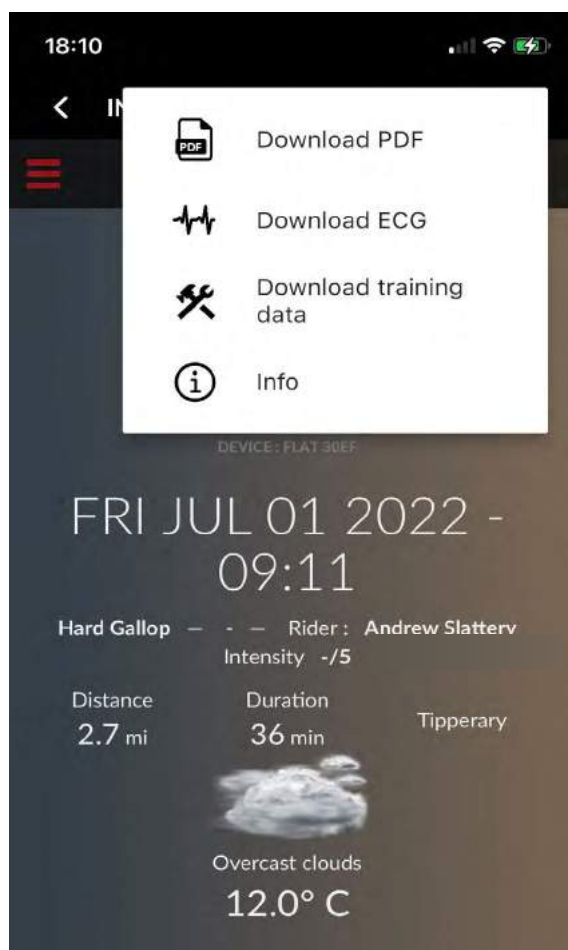 18:10
IN
PDF
Download PDF
Download ECG
Download training
data
i
Info
DEVICE : FLAT 30EF
FRI JUL 01 2022 -
09:11
Hard Gallop – - – Rider : Andrew Slattery
Intensity -/5
Distance
2.7 mi
Duration
36 min
Tipperary
Overcast clouds
12.0° C